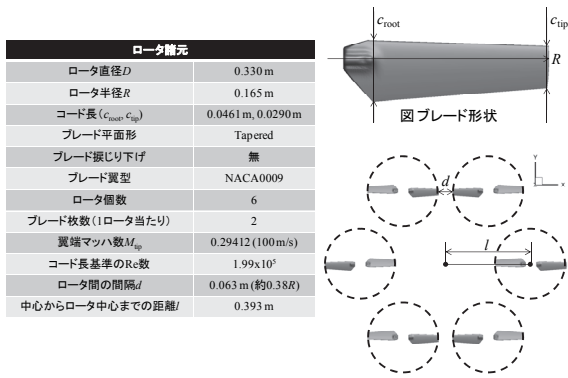 ロータ諸元
ロータ直径D 0.330 m
ロータ半径R 0.165 m
コード長(c_root, c_tip) 0.0461 m, 0.0290 m
ブレード平面形 Tapered
ブレード捩じり下げ 無
ブレード翼型 NACA0009
ロータ個数 6
ブレード枚数(1ロータ当たり) 2
翼端マッハ数M_tip 0.29412 (100 m/s)
コード長基準のRe数 1.99x10⁵
ロータ間の間隔d 0.063 m (約0.38R)
中心からロータ中心までの距離l 0.393 m
c_root
c_tip
R
図ブレード形状
d
Y
X
l